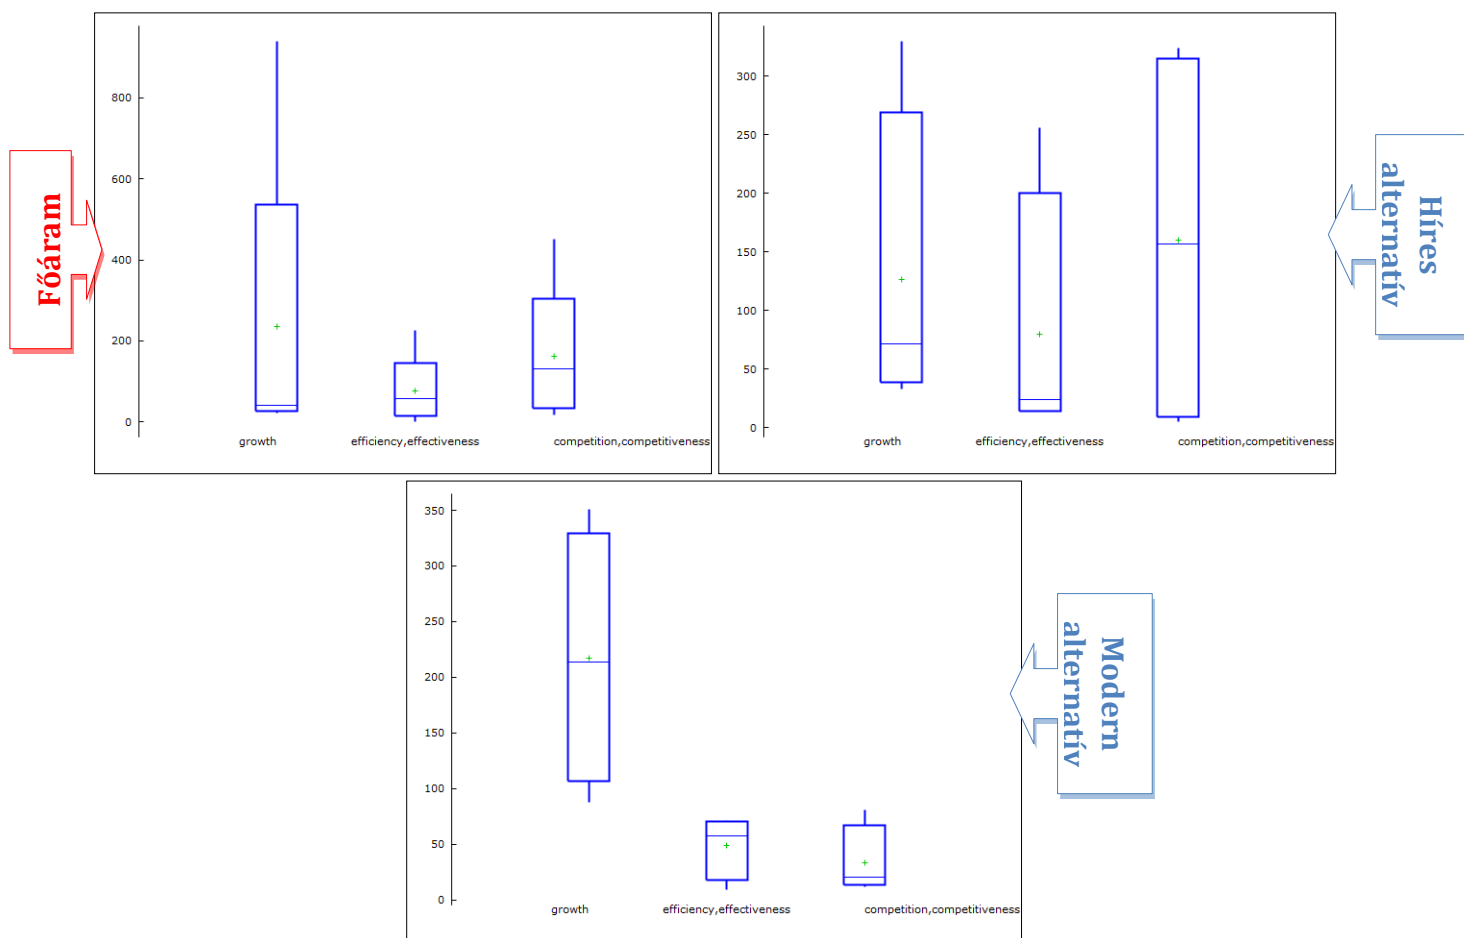 Főáram
800
600
400
200
0
growth efficiency,effectiveness competition,competitiveness
300
250
200
150
100
50
0
growth efficiency,effectiveness competition,competitiveness
Híres
alternatív
350
300
250
200
150
100
50
0
growth efficiency,effectiveness competition,competitiveness
Modern
alternatív